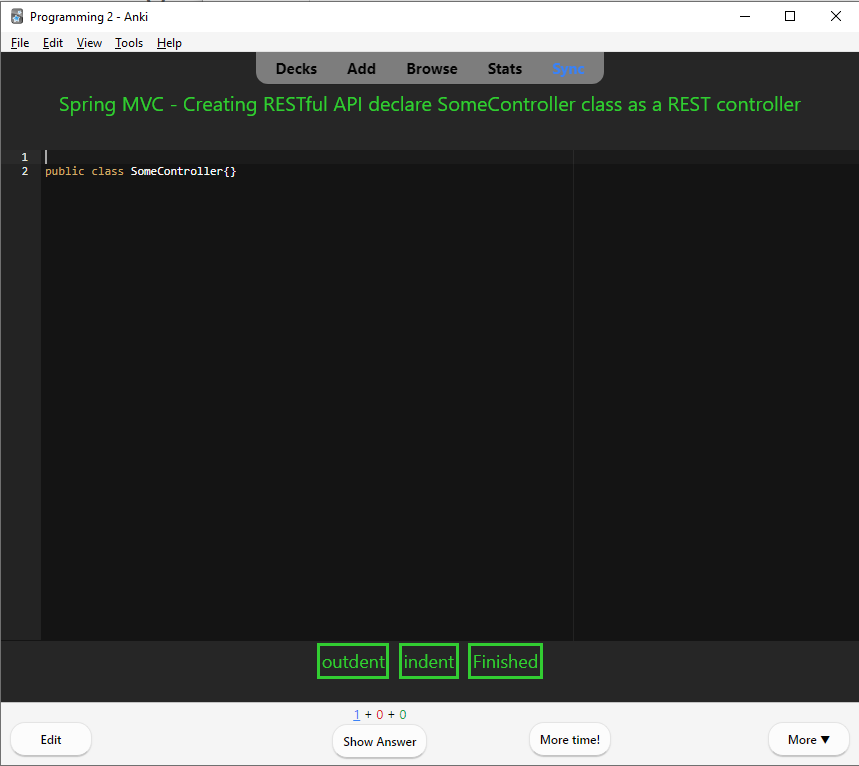 Programming 2 - Anki
File Edit View Tools Help
Decks Add Browse Stats Sync
Spring MVC - Creating RESTful API declare SomeController class as a REST controller
1
2 public class SomeController{}
outdent indent Finished
1 + 0 + 0
Edit Show Answer More time! More ▼